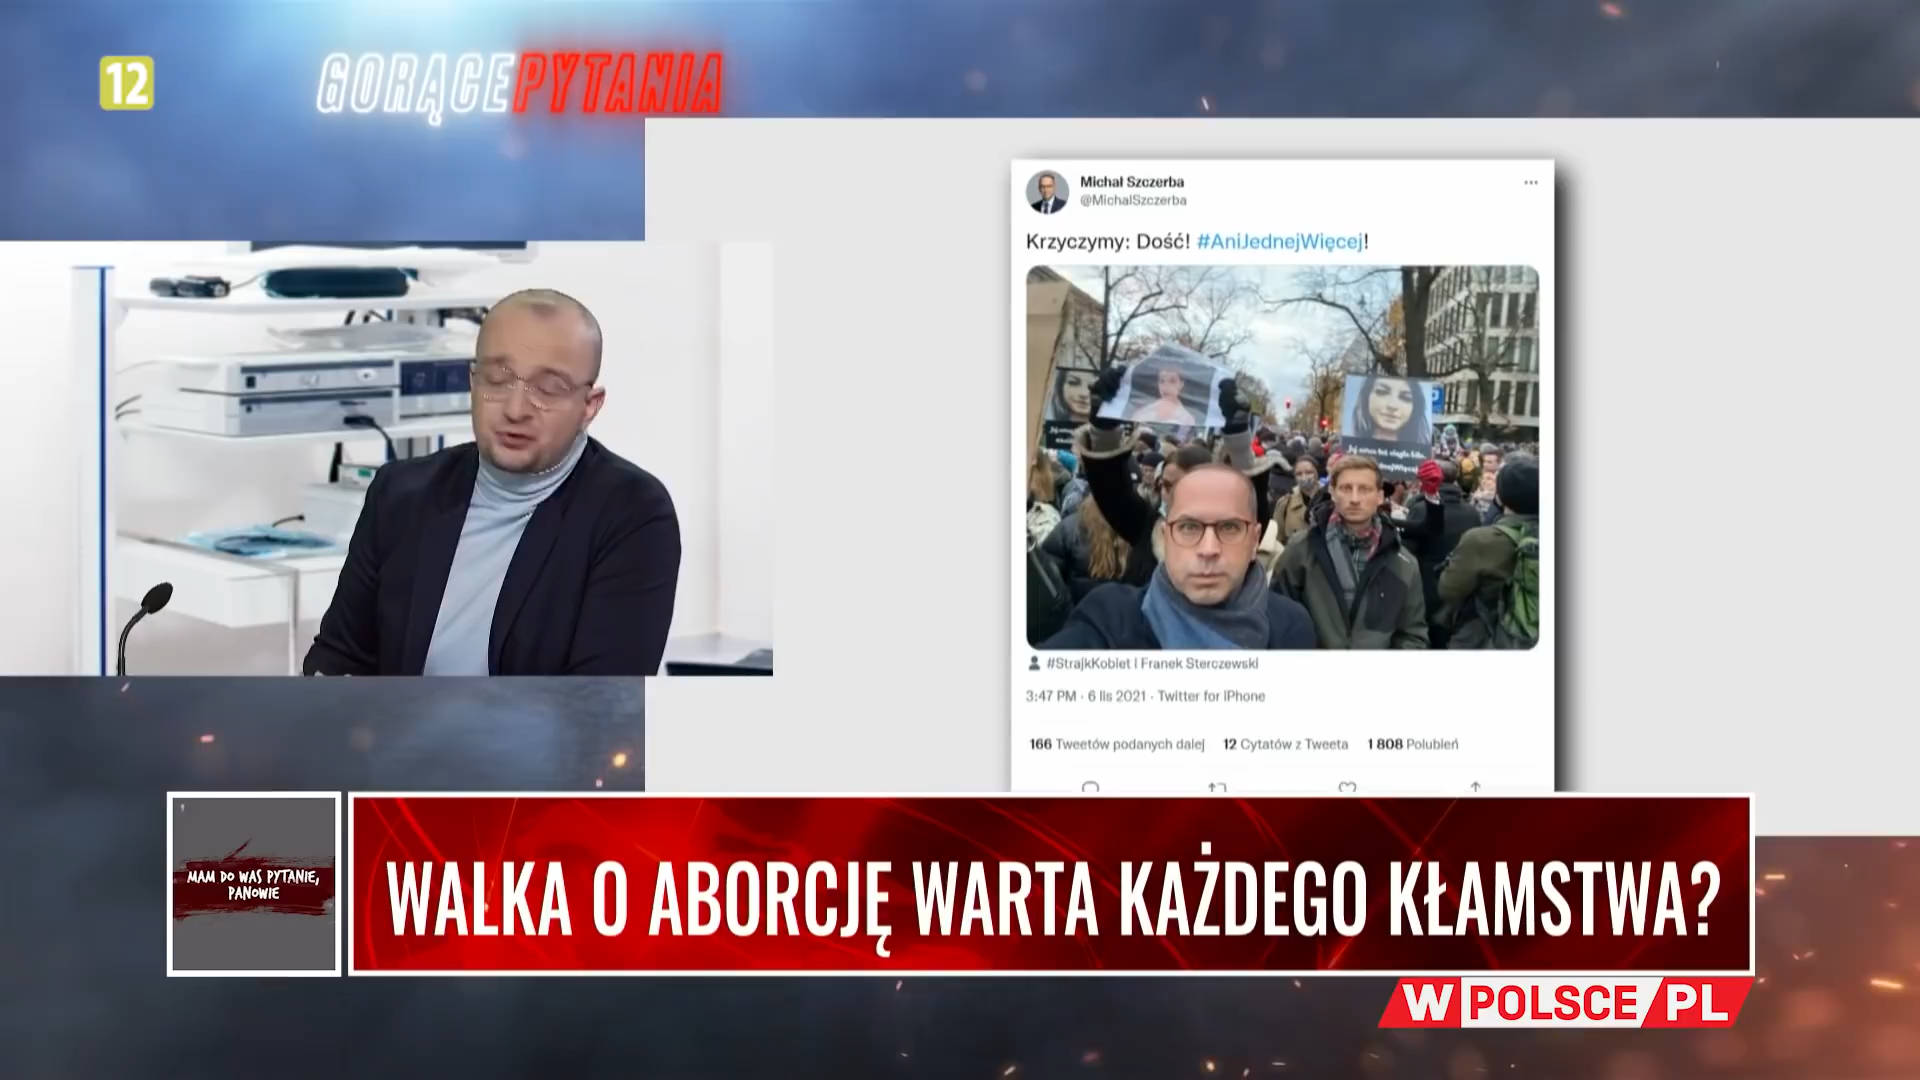 12
GORĄCEPYTANIA
Michał Szczerba
@MichalSzczerba
Krzyczymy: Dość! #AniJednejWięcej!
#StrajkKobiet i Franek Sterczewski
3:47 PM · 6 lis 2021 · Twitter for iPhone
166 Tweetów podanych dalej 12 Cytatów z Tweeta 1 808 Polubień
MAM DO WAS PYTANIE,
PANOWIE
WALKA O ABORCJĘ WARTA KAŻDEGO KŁAMSTWA?
WPOLSCE/PL